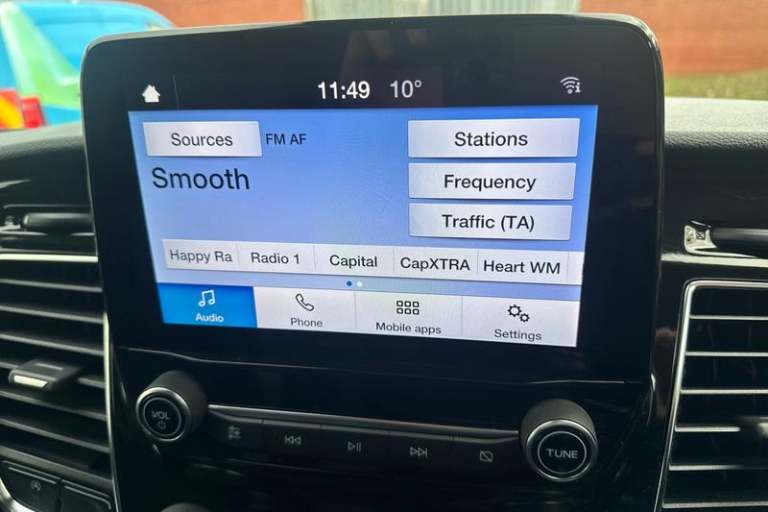 11:49 10°
Sources FM AF Stations
Smooth Frequency
Traffic (TA)
Happy Ra Radio 1 Capital CapXTRA Heart WM
Audio Phone Mobile apps Settings
VOL TUNE